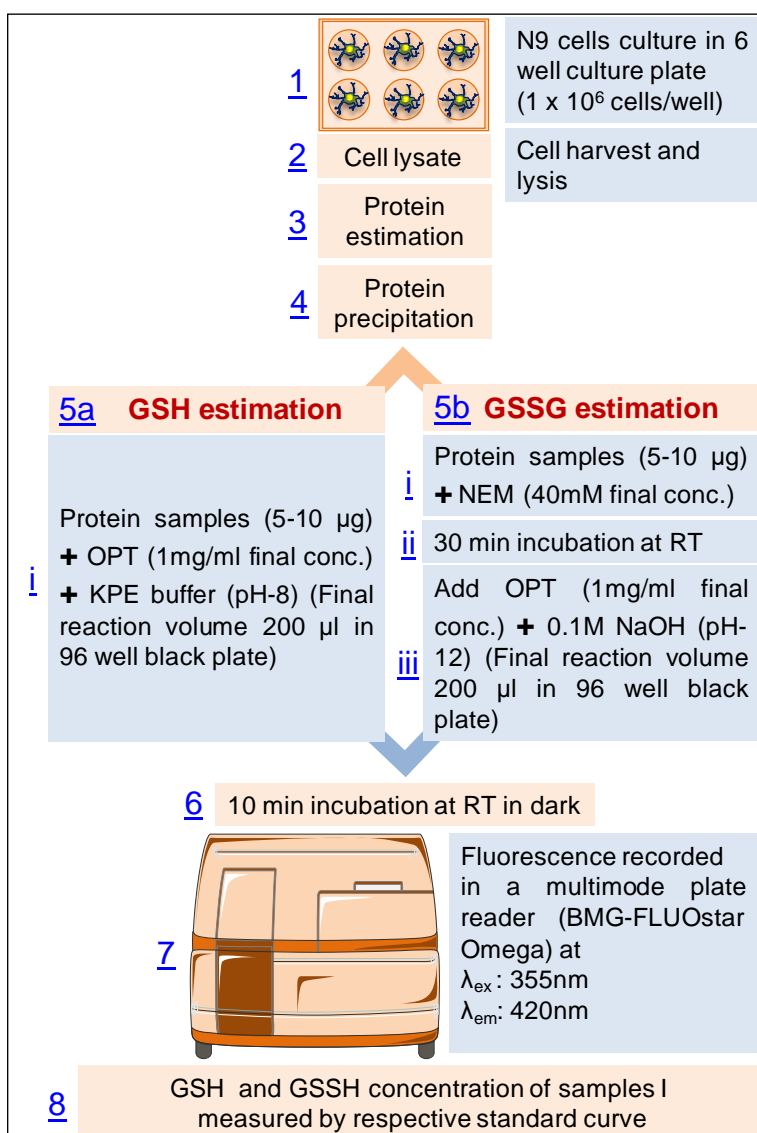 1
N9 cells culture in 6
well culture plate
(1 x 10⁶ cells/well)
2
Cell lysate
Cell harvest and
lysis
3
Protein
estimation
4
Protein
precipitation
5a GSH estimation
i
Protein samples (5-10 µg)
+ OPT (1mg/ml final conc.)
+ KPE buffer (pH-8) (Final
reaction volume 200 µl in
96 well black plate)
5b GSSG estimation
i
Protein samples (5-10 µg)
+ NEM (40mM final conc.)
ii
30 min incubation at RT
iii
Add OPT (1mg/ml final
conc.) + 0.1M NaOH (pH-
12) (Final reaction volume
200 µl in 96 well black
plate)
6
10 min incubation at RT in dark
7
Fluorescence recorded
in a multimode plate
reader (BMG-FLUOstar
Omega) at
λex : 355nm
λem: 420nm
8
GSH and GSSH concentration of samples I
measured by respective standard curve